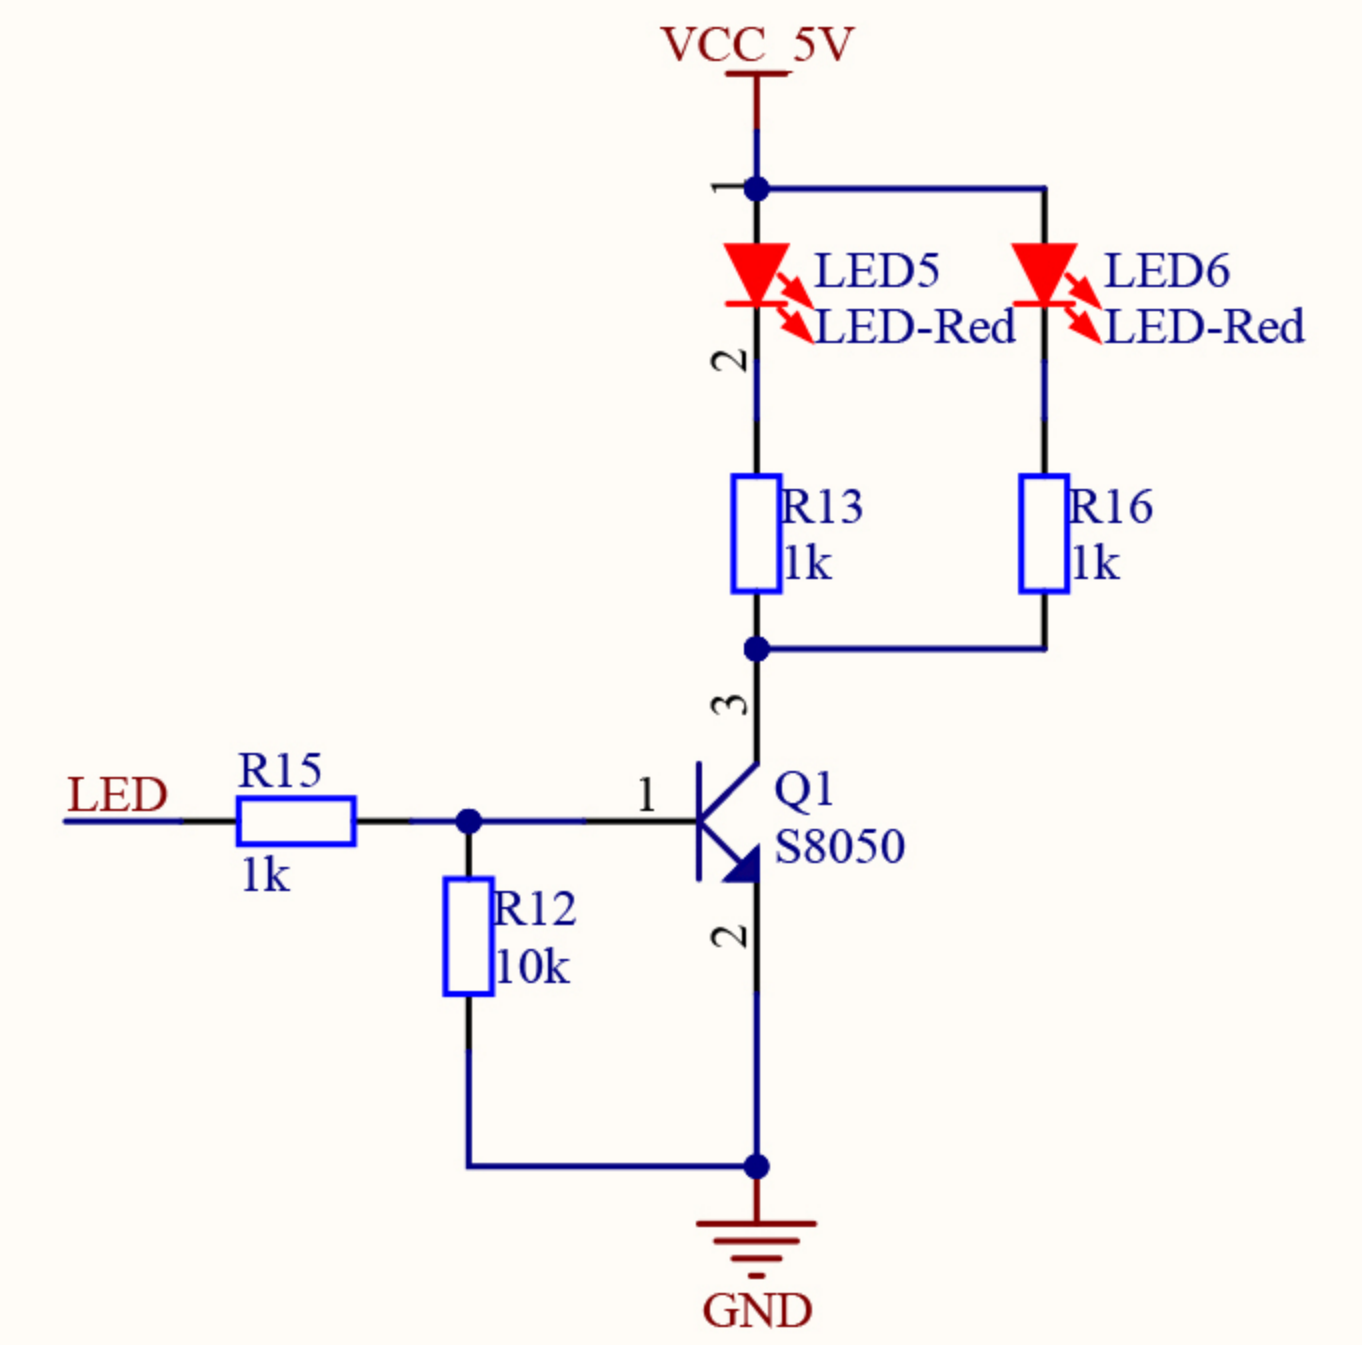 VCC_5V
1
LED5
LED-Red
LED6
LED-Red
2
R13
1k
R16
1k
3
LED
R15
1k
1
Q1
S8050
R12
10k
2
GND